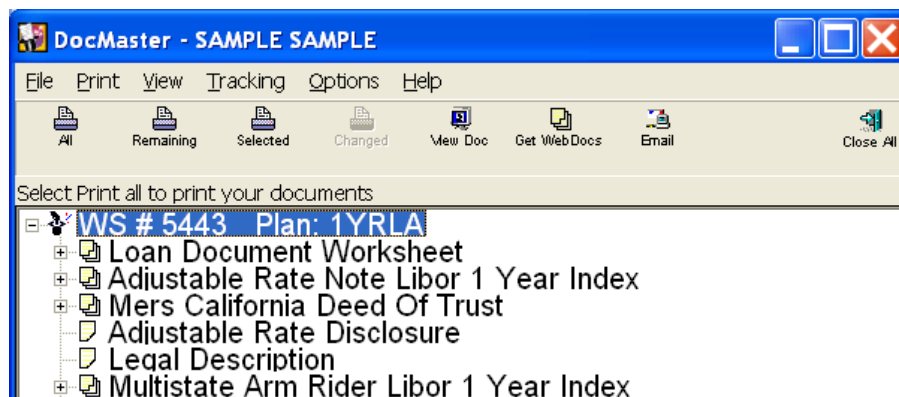 DocMaster - SAMPLE SAMPLE
File Print View Tracking Options Help
All Remaining Selected Changed View Doc Get WebDocs Email Close All
Select Print all to print your documents
WS # 5443 Plan: 1YRLA
Loan Document Worksheet
Adjustable Rate Note Libor 1 Year Index
Mers California Deed Of Trust
Adjustable Rate Disclosure
Legal Description
Multistate Arm Rider Libor 1 Year Index